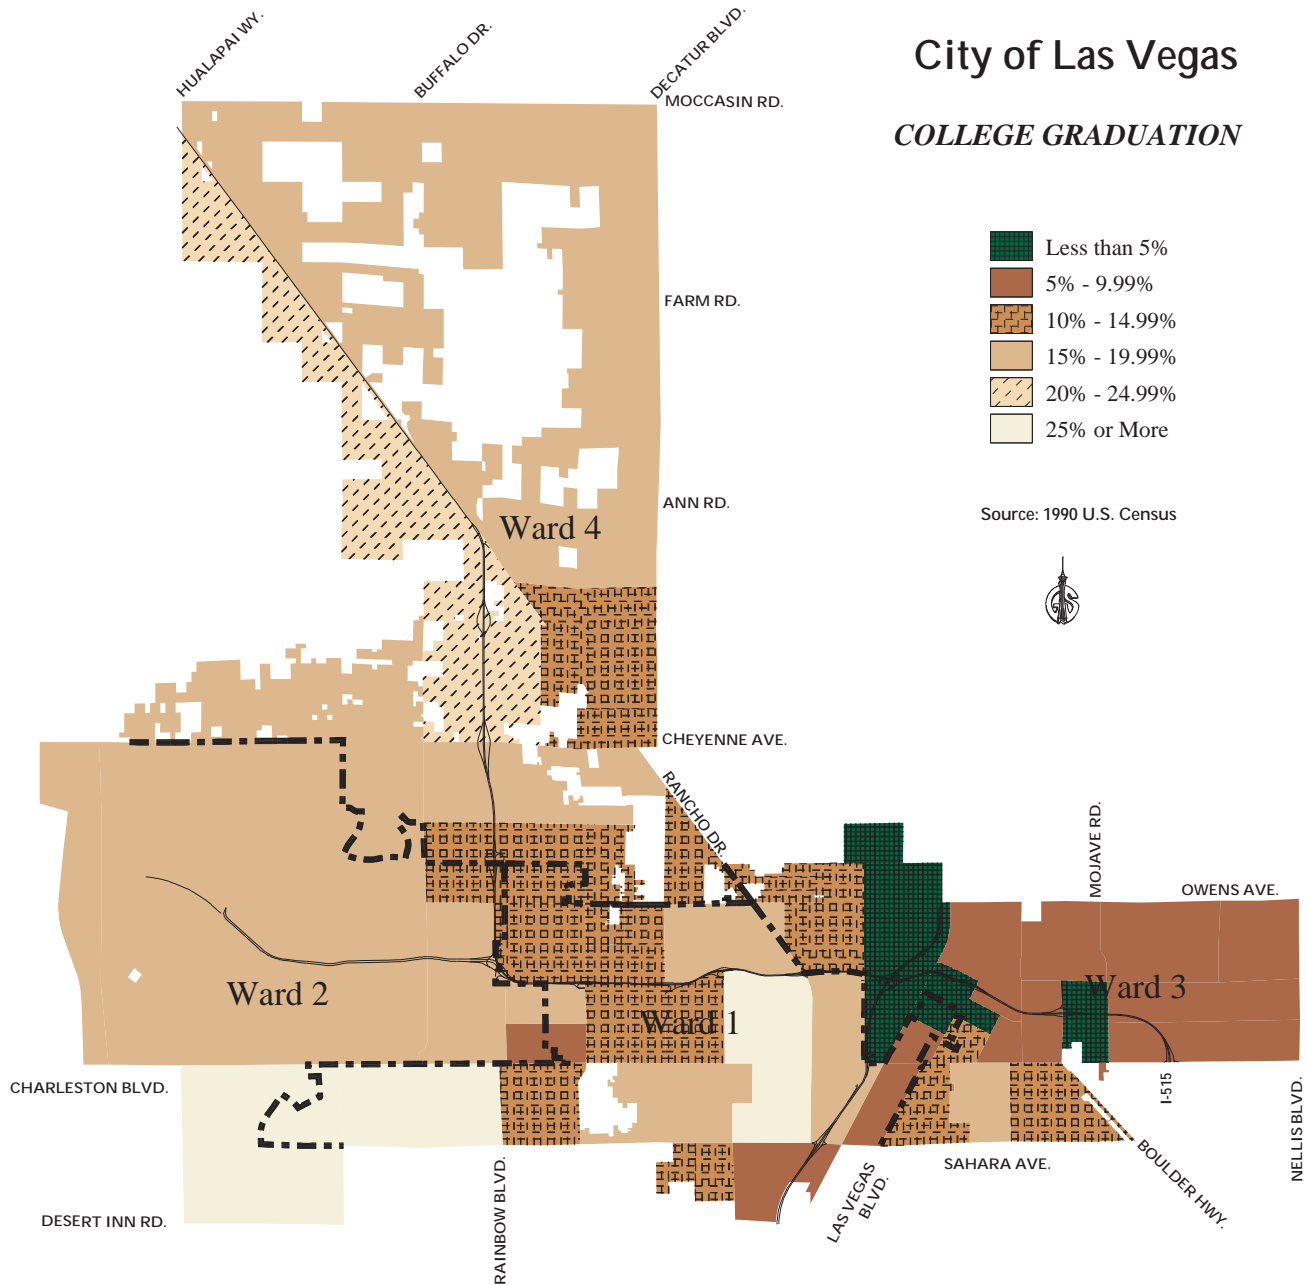 City of Las Vegas
COLLEGE GRADUATION
HUALAPAI WY.
BUFFALO DR.
DECATUR BLVD.
MOCCASIN RD.
Less than 5%
5% - 9.99%
10% - 14.99%
15% - 19.99%
20% - 24.99%
25% or More
FARM RD.
ANN RD.
Source: 1990 U.S. Census
Ward 4
CHEYENNE AVE.
RANCHO DR.
MOJAVE RD.
OWENS AVE.
Ward 2
Ward 1
Ward 3
CHARLESTON BLVD.
I-515
NELLIS BLVD.
SAHARA AVE.
BOULDER HWY.
LAS VEGAS
BLVD.
RAINBOW BLVD.
DESERT INN RD.